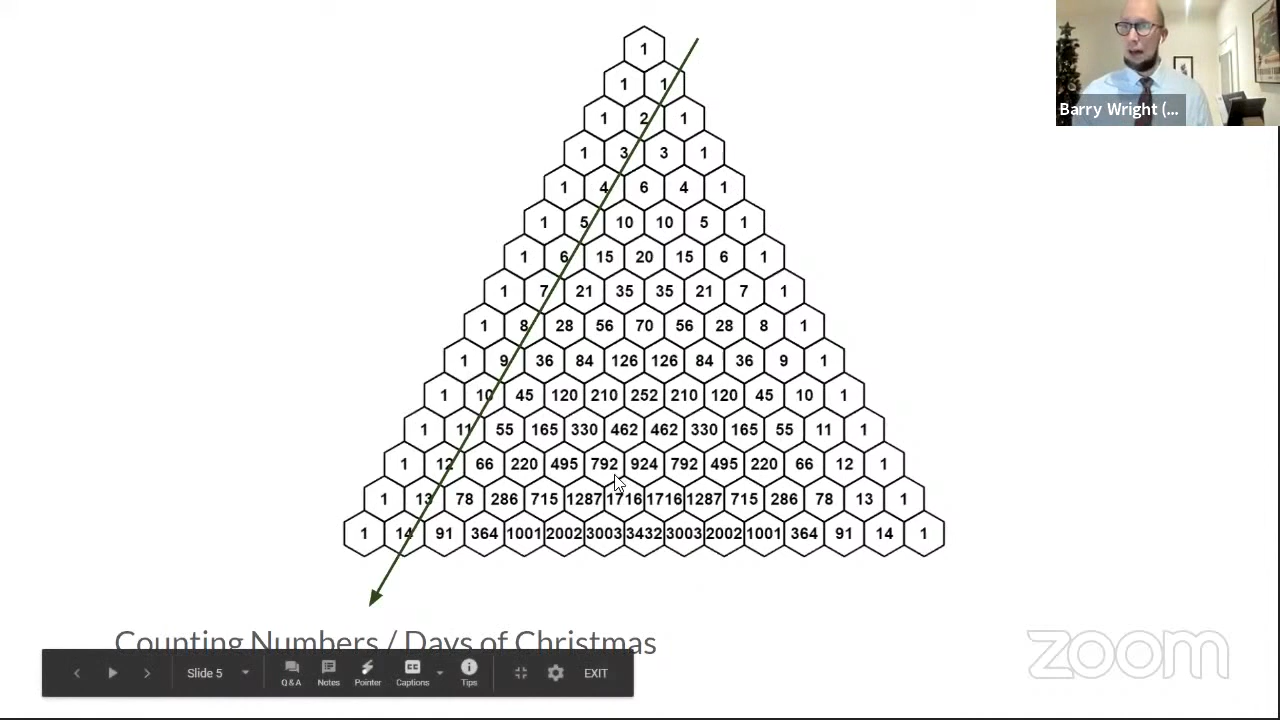 1
1 1
1 2 1
1 3 3 1
1 4 6 4 1
1 5 10 10 5 1
1 6 15 20 15 6 1
1 7 21 35 35 21 7 1
1 8 28 56 70 56 28 8 1
1 9 36 84 126 126 84 36 9 1
1 10 45 120 210 252 210 120 45 10 1
1 11 55 165 330 462 462 330 165 55 11 1
1 12 66 220 495 792 924 792 495 220 66 12 1
1 13 78 286 715 1287 1716 1716 1287 715 286 78 13 1
1 14 91 364 1001 2002 3003 3432 3003 2002 1001 364 91 14 1
Barry Wright (...
Counting Numbers / Days of Christmas
Slide 5 Q&A Notes Pointer Captions Tips EXIT
zoom